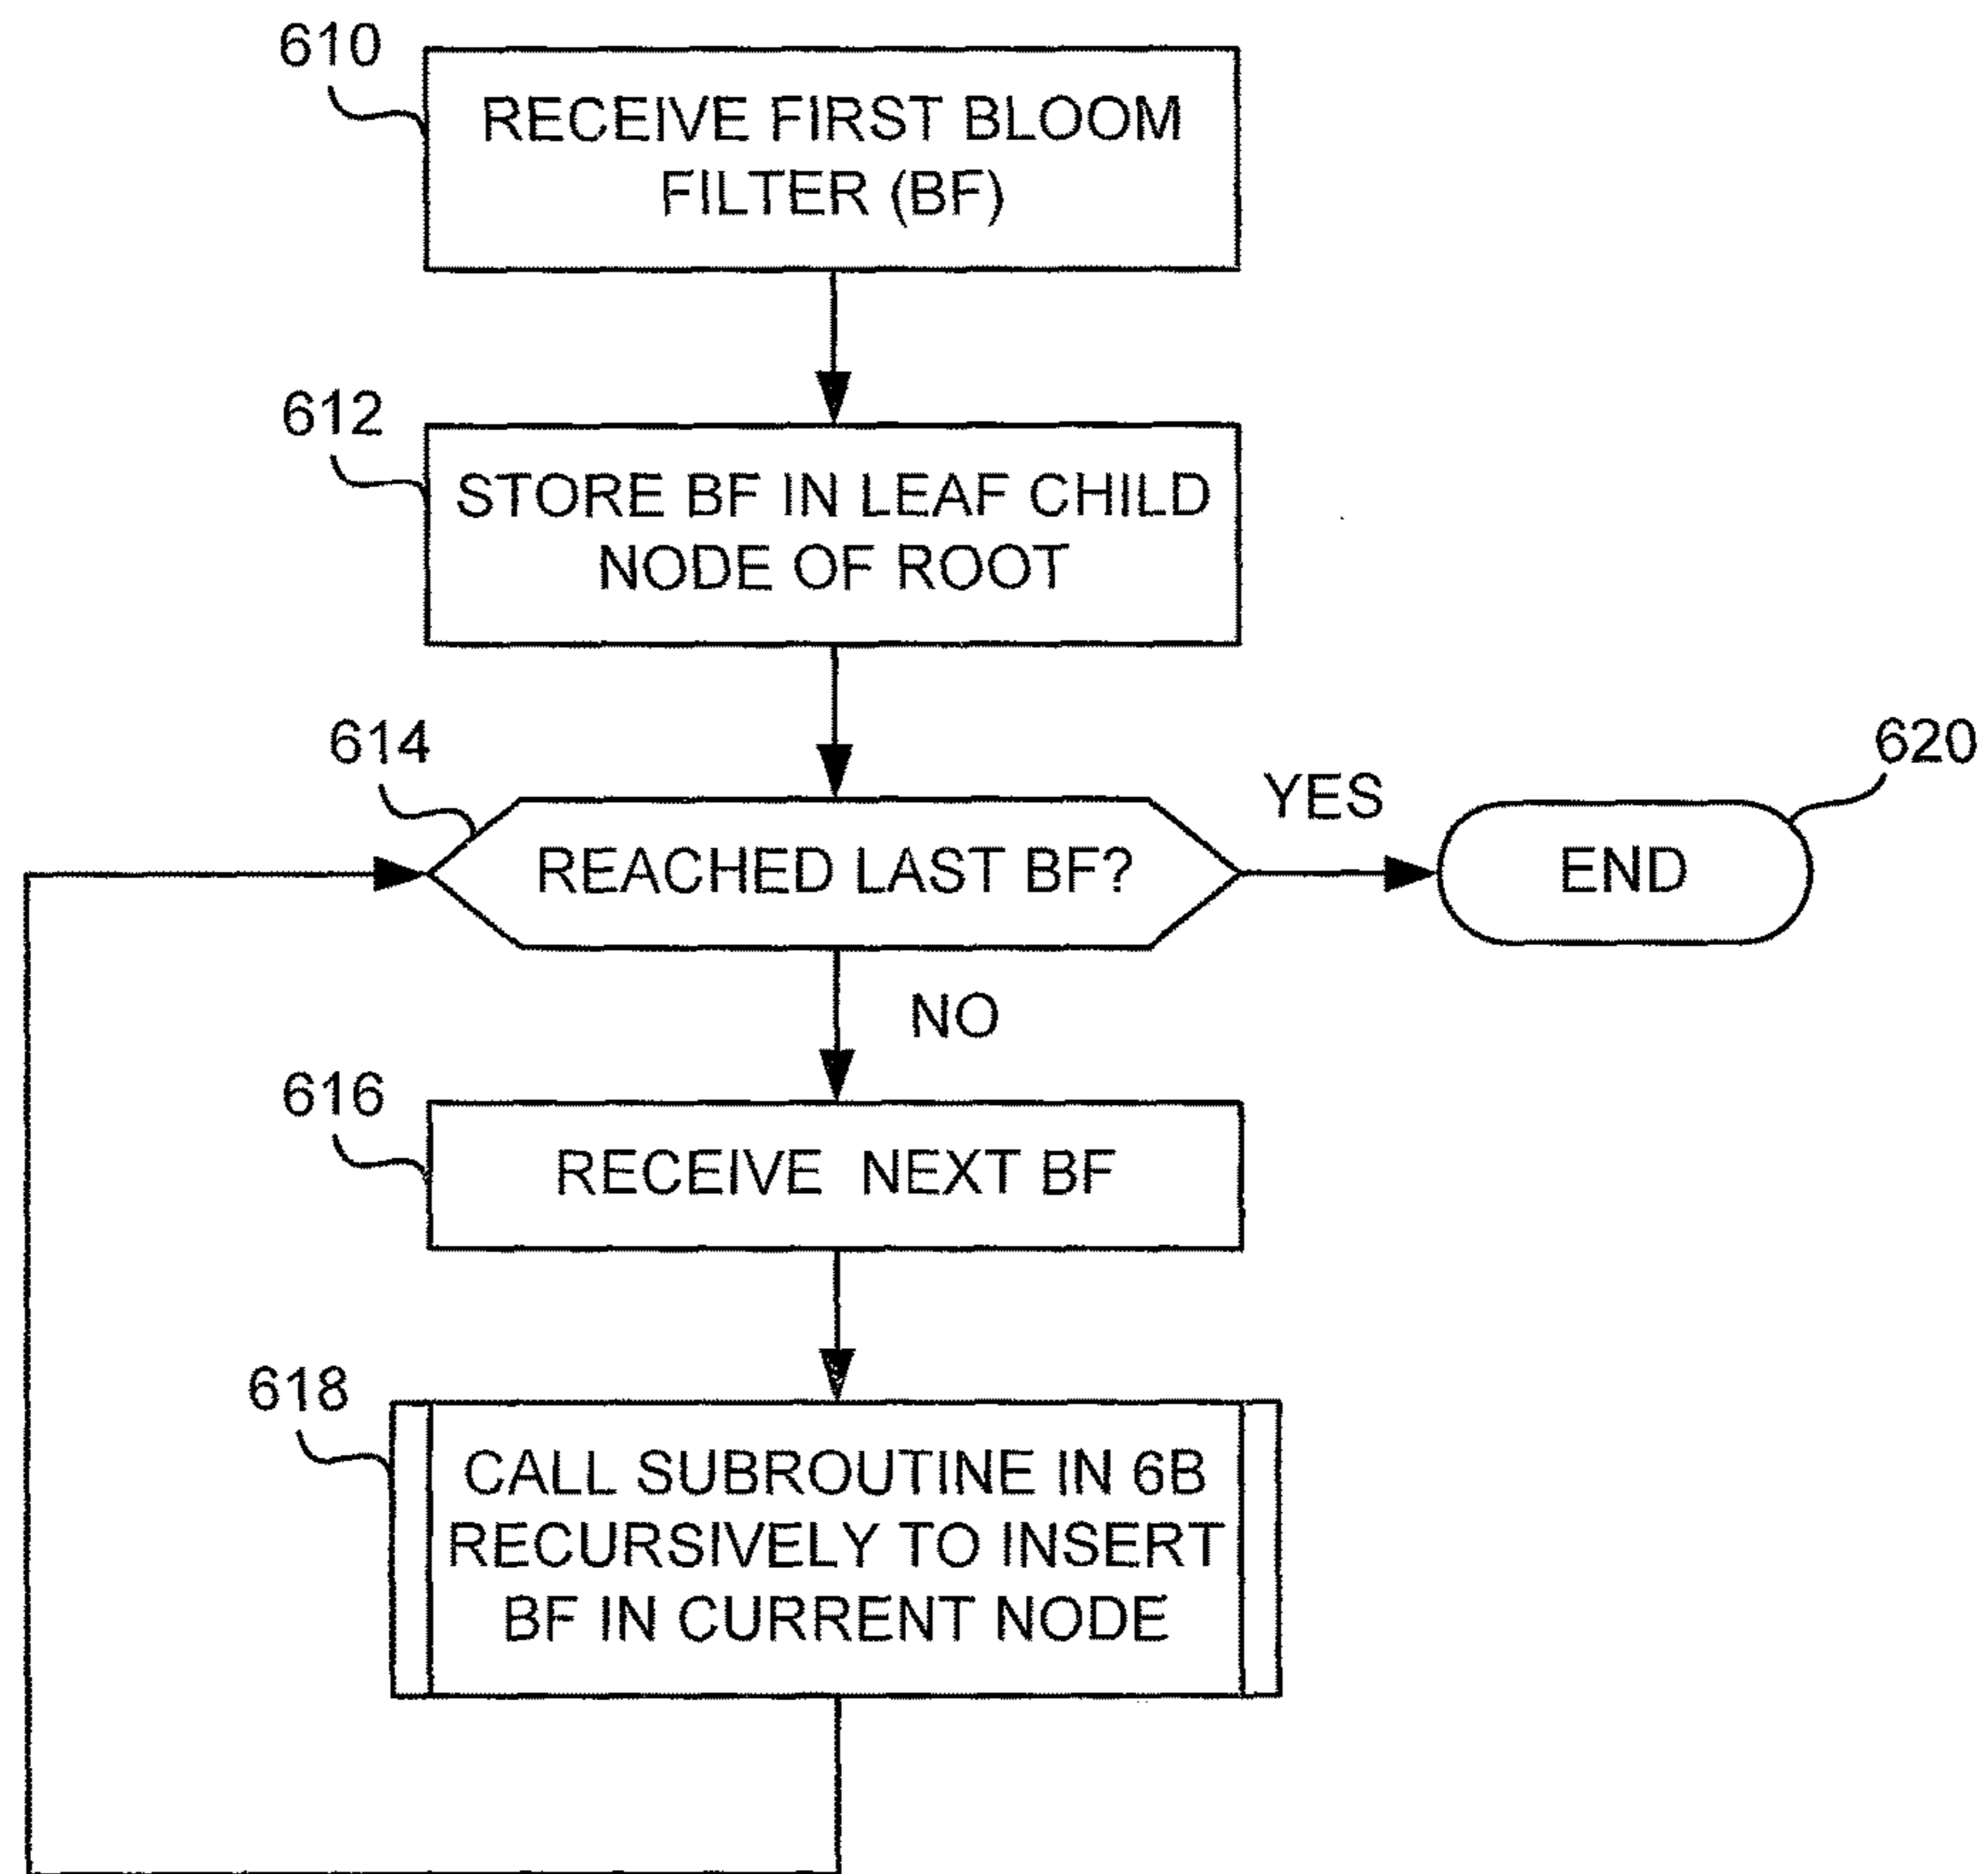 610
RECEIVE FIRST BLOOM
FILTER (BF)
612
STORE BF IN LEAF CHILD
NODE OF ROOT
614
REACHED LAST BF?
YES
620
END
NO
616
RECEIVE NEXT BF
618
CALL SUBROUTINE IN 6B
RECURSIVELY TO INSERT
BF IN CURRENT NODE